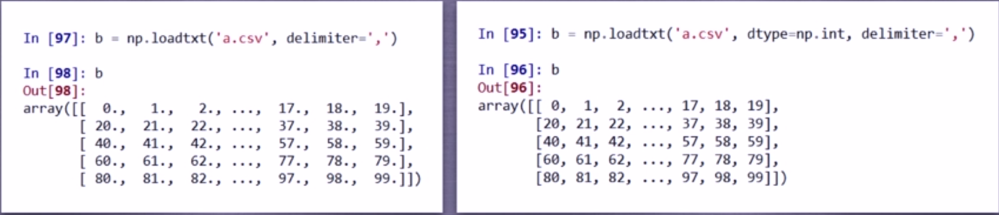 In [97]: b = np.loadtxt('a.csv', delimiter=',')
In [98]: b
Out[98]:
array([[  0.,   1.,   2., ...,  17.,  18.,  19.],
       [ 20.,  21.,  22., ...,  37.,  38.,  39.],
       [ 40.,  41.,  42., ...,  57.,  58.,  59.],
       [ 60.,  61.,  62., ...,  77.,  78.,  79.],
       [ 80.,  81.,  82., ...,  97.,  98.,  99.]])
In [95]: b = np.loadtxt('a.csv', dtype=np.int, delimiter=',')
In [96]: b
Out[96]:
array([[ 0,  1,  2, ..., 17, 18, 19],
       [20, 21, 22, ..., 37, 38, 39],
       [40, 41, 42, ..., 57, 58, 59],
       [60, 61, 62, ..., 77, 78, 79],
       [80, 81, 82, ..., 97, 98, 99]])